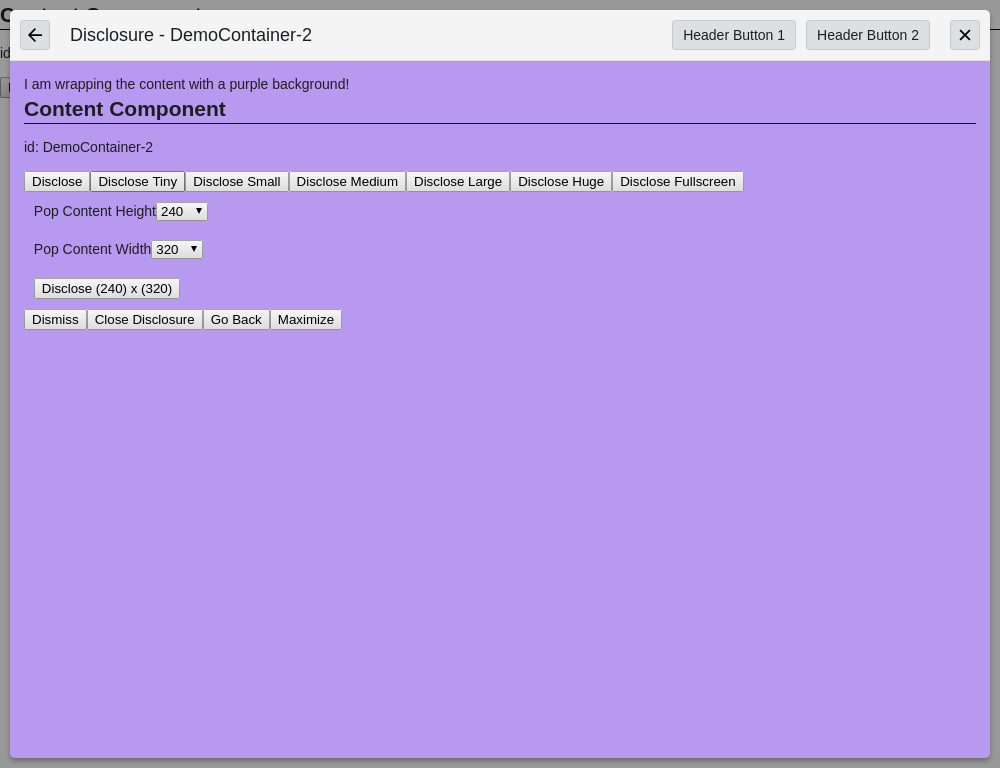 Disclosure - DemoContainer-2 Header Button 1 Header Button 2
I am wrapping the content with a purple background!
Content Component
id: DemoContainer-2
Disclose Disclose Tiny Disclose Small Disclose Medium Disclose Large Disclose Huge Disclose Fullscreen
Pop Content Height 240
Pop Content Width 320
Disclose (240) x (320)
Dismiss Close Disclosure Go Back Maximize